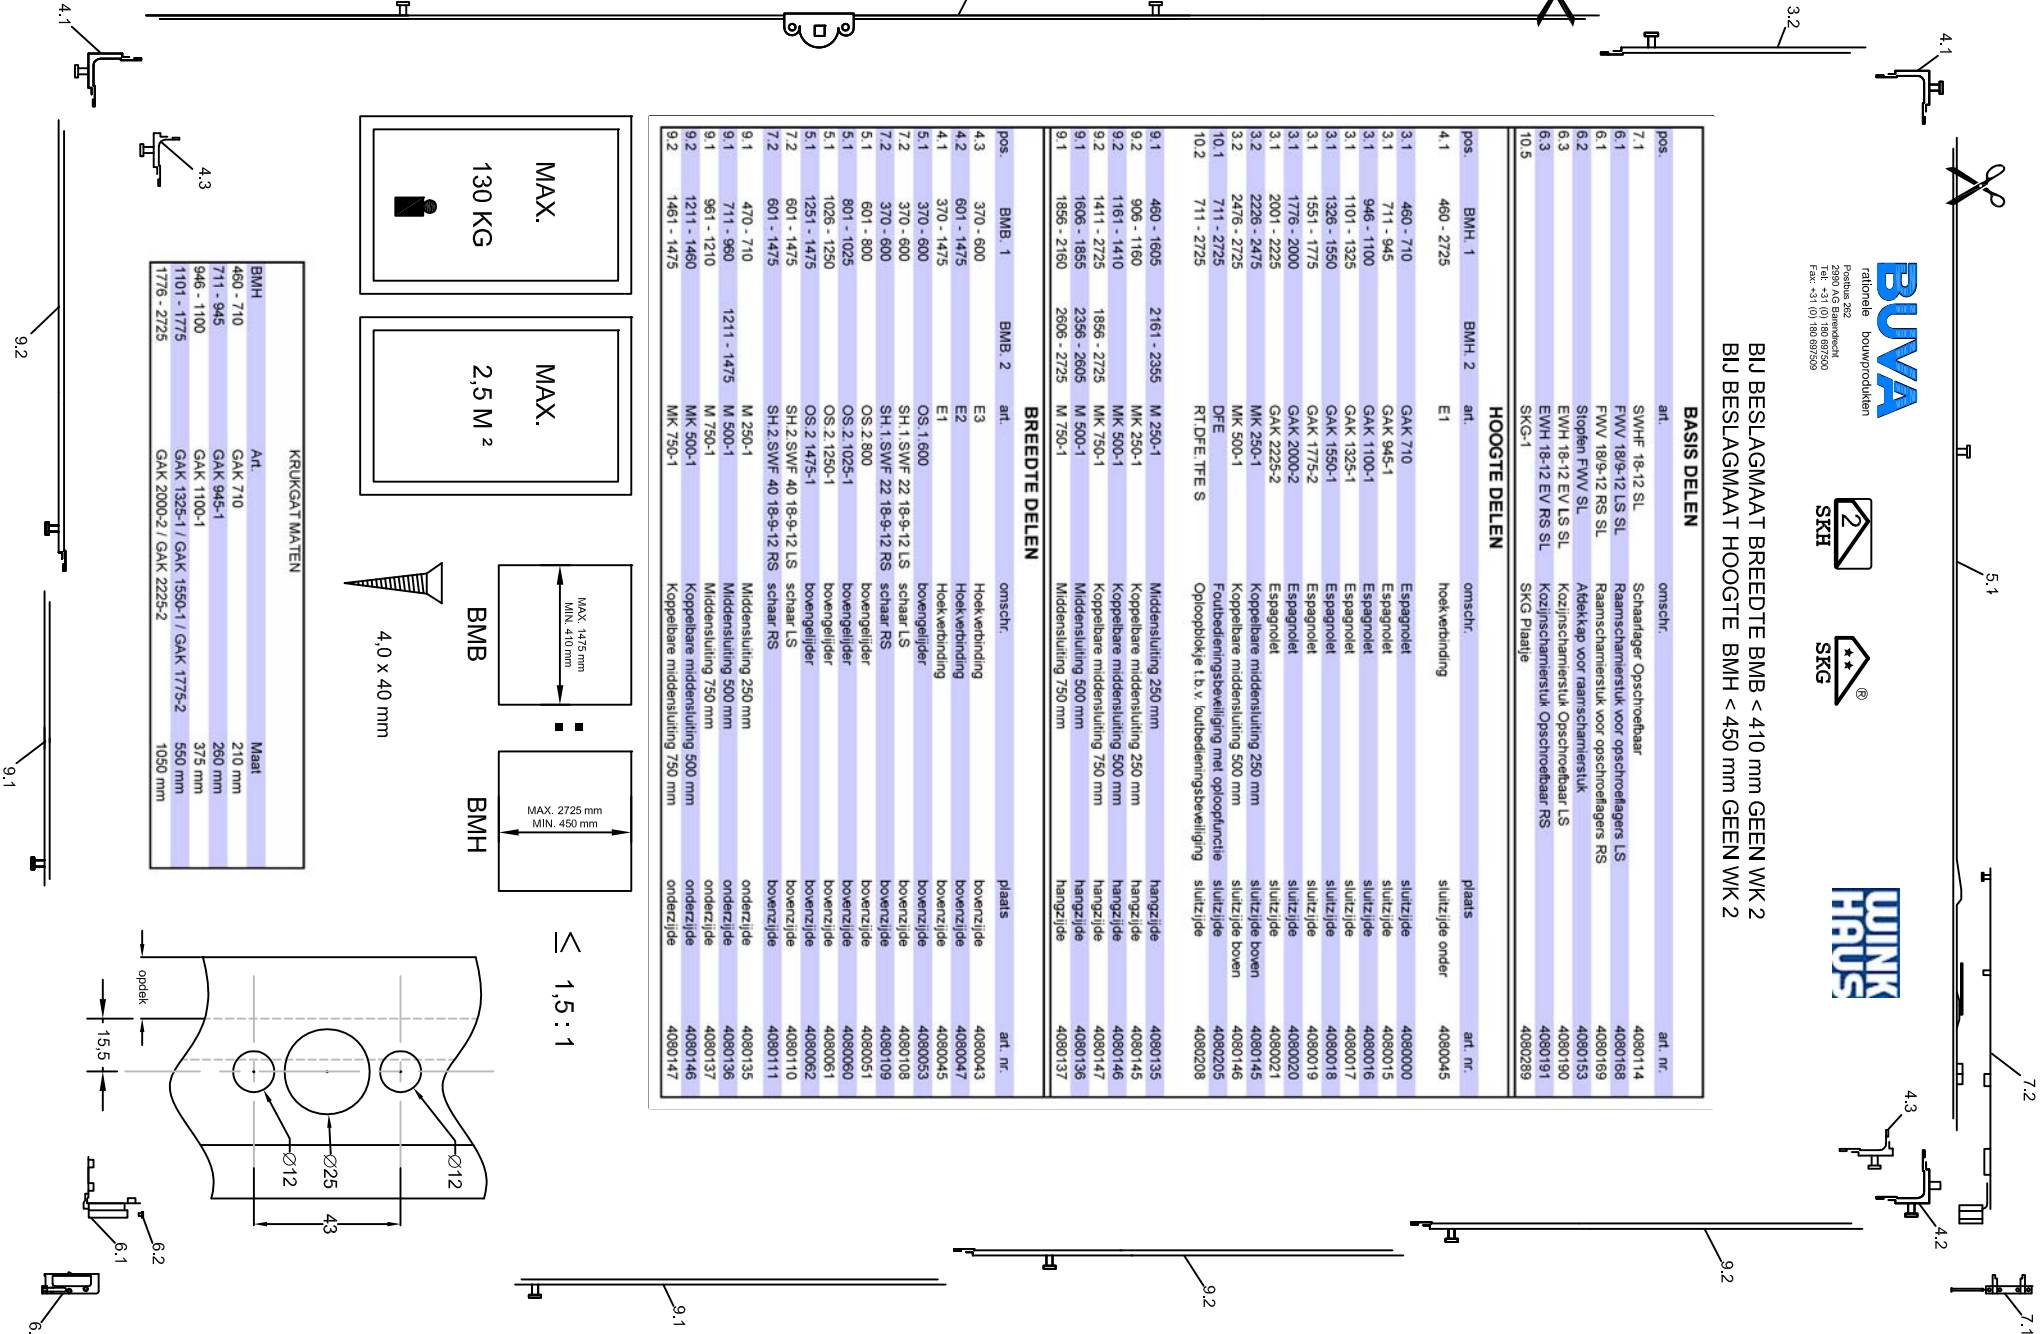 BUVA
rationele bouwprodukten
Postbus 262
2990 AG Barendrecht
Tel: +31 (0) 180 697500
Fax: +31 (0) 180 697509
2
SKH
★★ ®
SKG
WINK
HAUS
BIJ BESLAGMAAT BREEDTE BMB < 410 mm GEEN WK 2
BIJ BESLAGMAAT HOOGTE BMH < 450 mm GEEN WK 2
BASIS DELEN
pos. art. omschr. art. nr.
7.1 SWHF 18-12 SL Schaarlager Opschroefbaar 4080114
6.1 FWV 18/9-12 LS SL Raamscharnierstuk voor opschroeflagers LS 4080168
6.1 FWV 18/9-12 RS SL Raamscharnierstuk voor opschroeflagers RS 4080169
6.2 Stopfen FWV SL Afdekkap voor raamscharnierstuk 4080153
6.3 EWH 18-12 EV LS SL Kozijnscharnierstuk Opschroefbaar LS 4080190
6.3 EWH 18-12 EV RS SL Kozijnscharnierstuk Opschroefbaar RS 4080191
10.5 SKG-1 SKG Plaatje 4080289
HOOGTE DELEN
pos. BMH. 1 BMH. 2 art. omschr. plaats art. nr.
4.1 460 - 2725 E1 hoekverbinding sluitzijde onder 4080045
3.1 460 - 710 GAK 710 Espagnolet sluitzijde 4080000
3.1 711 - 945 GAK 945-1 Espagnolet sluitzijde 4080015
3.1 946 - 1100 GAK 1100-1 Espagnolet sluitzijde 4080016
3.1 1101 - 1325 GAK 1325-1 Espagnolet sluitzijde 4080017
3.1 1326 - 1550 GAK 1550-1 Espagnolet sluitzijde 4080018
3.1 1551 - 1775 GAK 1775-2 Espagnolet sluitzijde 4080019
3.1 1776 - 2000 GAK 2000-2 Espagnolet sluitzijde 4080020
3.1 2001 - 2225 GAK 2225-2 Espagnolet sluitzijde 4080021
3.2 2226 - 2475 MK 250-1 Koppelbare middensluiting 250 mm sluitzijde boven 4080145
3.2 2476 - 2725 MK 500-1 Koppelbare middensluiting 500 mm sluitzijde boven 4080146
10.1 711 - 2725 DFE Foutbedieningsbeveiliging met oploopfunctie sluitzijde 4080205
10.2 711 - 2725 RT.DFE.TFE S Oploopblokje t.b.v. foutbedieningsbeveiliging sluitzijde 4080208
9.1 460 - 1605 2161 - 2355 M 250-1 Middensluiting 250 mm hangzijde 4080135
9.2 906 - 1160 MK 250-1 Koppelbare middensluiting 250 mm hangzijde 4080145
9.2 1161 - 1410 MK 500-1 Koppelbare middensluiting 500 mm hangzijde 4080146
9.2 1411 - 2725 1856 - 2725 MK 750-1 Koppelbare middensluiting 750 mm hangzijde 4080147
9.1 1606 - 1855 2356 - 2605 M 500-1 Middensluiting 500 mm hangzijde 4080136
9.1 1856 - 2160 2606 - 2725 M 750-1 Middensluiting 750 mm hangzijde 4080137
BREEDTE DELEN
pos. BMB. 1 BMB. 2 art. omschr. plaats art. nr.
4.3 370 - 600 E3 Hoekverbinding bovenzijde 4080043
4.2 601 - 1475 E2 Hoekverbinding bovenzijde 4080047
4.1 370 - 1475 E1 Hoekverbinding onderzijde 4080045
5.1 370 - 600 OS.1.600 bovengelijder bovenzijde 4080053
7.2 370 - 600 SH.1.SWF 22 18-9-12 LS schaar LS bovenzijde 4080108
7.2 370 - 600 SH.1.SWF 22 18-9-12 RS schaar RS bovenzijde 4080109
5.1 601 - 800 OS.2.800 bovengelijder bovenzijde 4080051
5.1 801 - 1025 OS.2.1025-1 bovengelijder bovenzijde 4080060
5.1 1026 - 1250 OS.2.1250-1 bovengelijder bovenzijde 4080061
5.1 1251 - 1475 OS.2 1475-1 bovengelijder bovenzijde 4080062
7.2 601 - 1475 SH.2.SWF 40 18-9-12 LS schaar LS bovenzijde 4080110
7.2 601 - 1475 SH.2.SWF 40 18-9-12 RS schaar RS bovenzijde 4080111
9.1 470 - 710 M 250-1 Middensluiting 250 mm onderzijde 4080135
9.1 711 - 960 1211 - 1475 M 500-1 Middensluiting 500 mm onderzijde 4080136
9.1 961 - 1210 M 750-1 Middensluiting 750 mm onderzijde 4080137
9.2 1211 - 1460 MK 500-1 Koppelbare middensluiting 500 mm onderzijde 4080146
9.2 1461 - 1475 MK 750-1 Koppelbare middensluiting 750 mm onderzijde 4080147
MAX.
130 KG
MAX.
2,5 M ²
MAX. 1475 mm
MIN. 410 mm
BMB
:
MAX. 2725 mm
MIN. 450 mm
BMH
≤ 1,5 : 1
4,0 x 40 mm
KRUKGAT MATEN
BMH Art. Maat
460 - 710 GAK 710 210 mm
711 - 945 GAK 945-1 260 mm
946 - 1100 GAK 1100-1 375 mm
1101 - 1775 GAK 1325-1 / GAK 1550-1 / GAK 1775-2 550 mm
1776 - 2725 GAK 2000-2 / GAK 2225-2 1050 mm
opdek
15,5
Ø12
Ø25
Ø12
43
4.1
3.2
4.1
5.1
7.2
4.3
4.2
7.1
9.2
9.2
9.1
6.2
6.1
6.
4.3
9.2
9.1